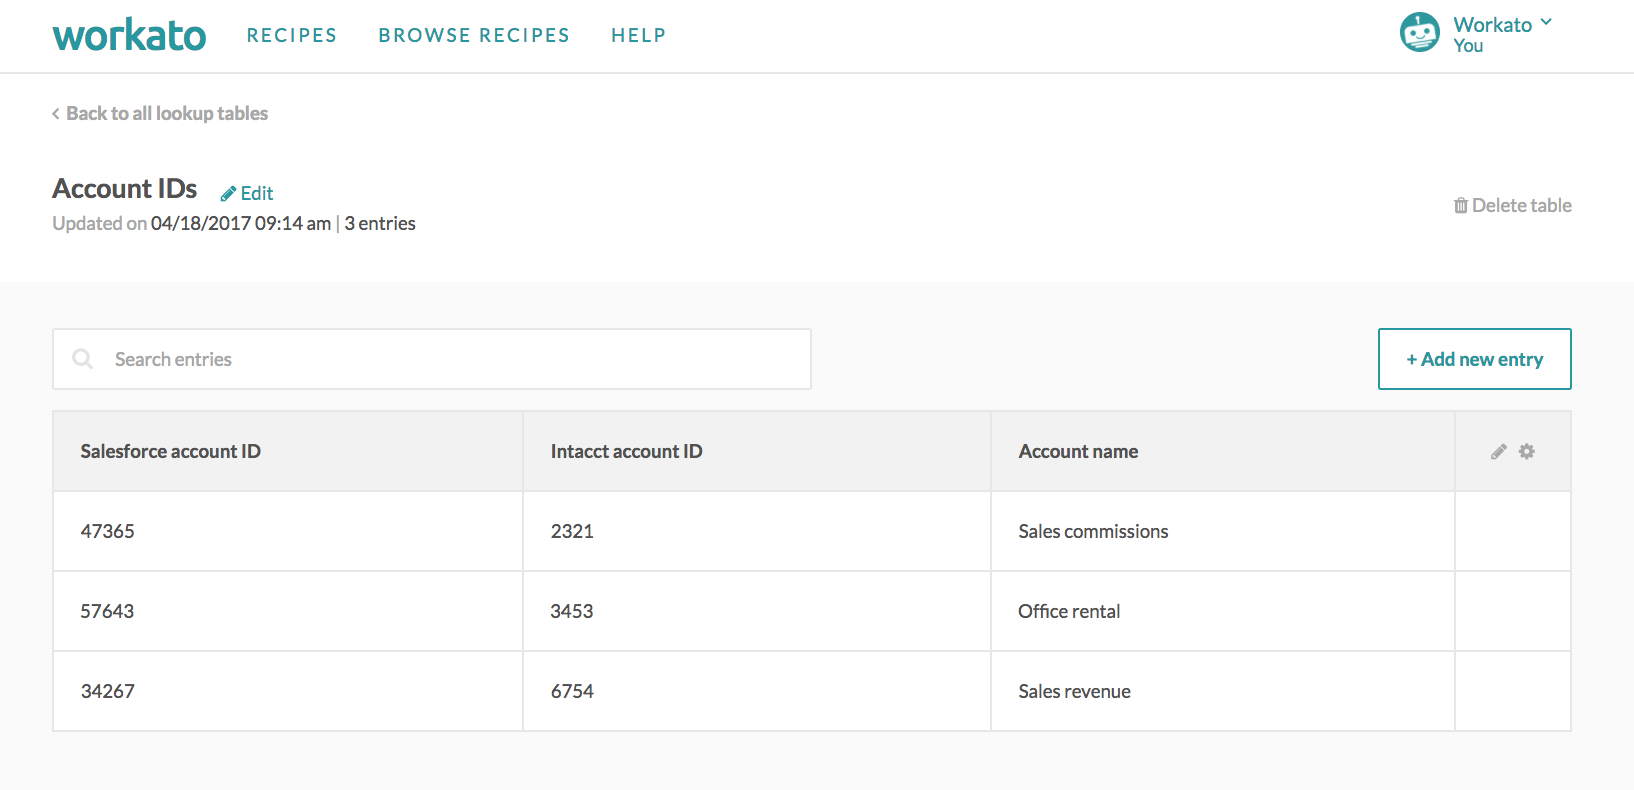 workato RECIPES BROWSE RECIPES HELP Workato
You
Back to all lookup tables
Account IDs Edit
Updated on 04/18/2017 09:14 am | 3 entries
Delete table
Search entries + Add new entry
Salesforce account ID Intacct account ID Account name
47365 2321 Sales commissions
57643 3453 Office rental
34267 6754 Sales revenue